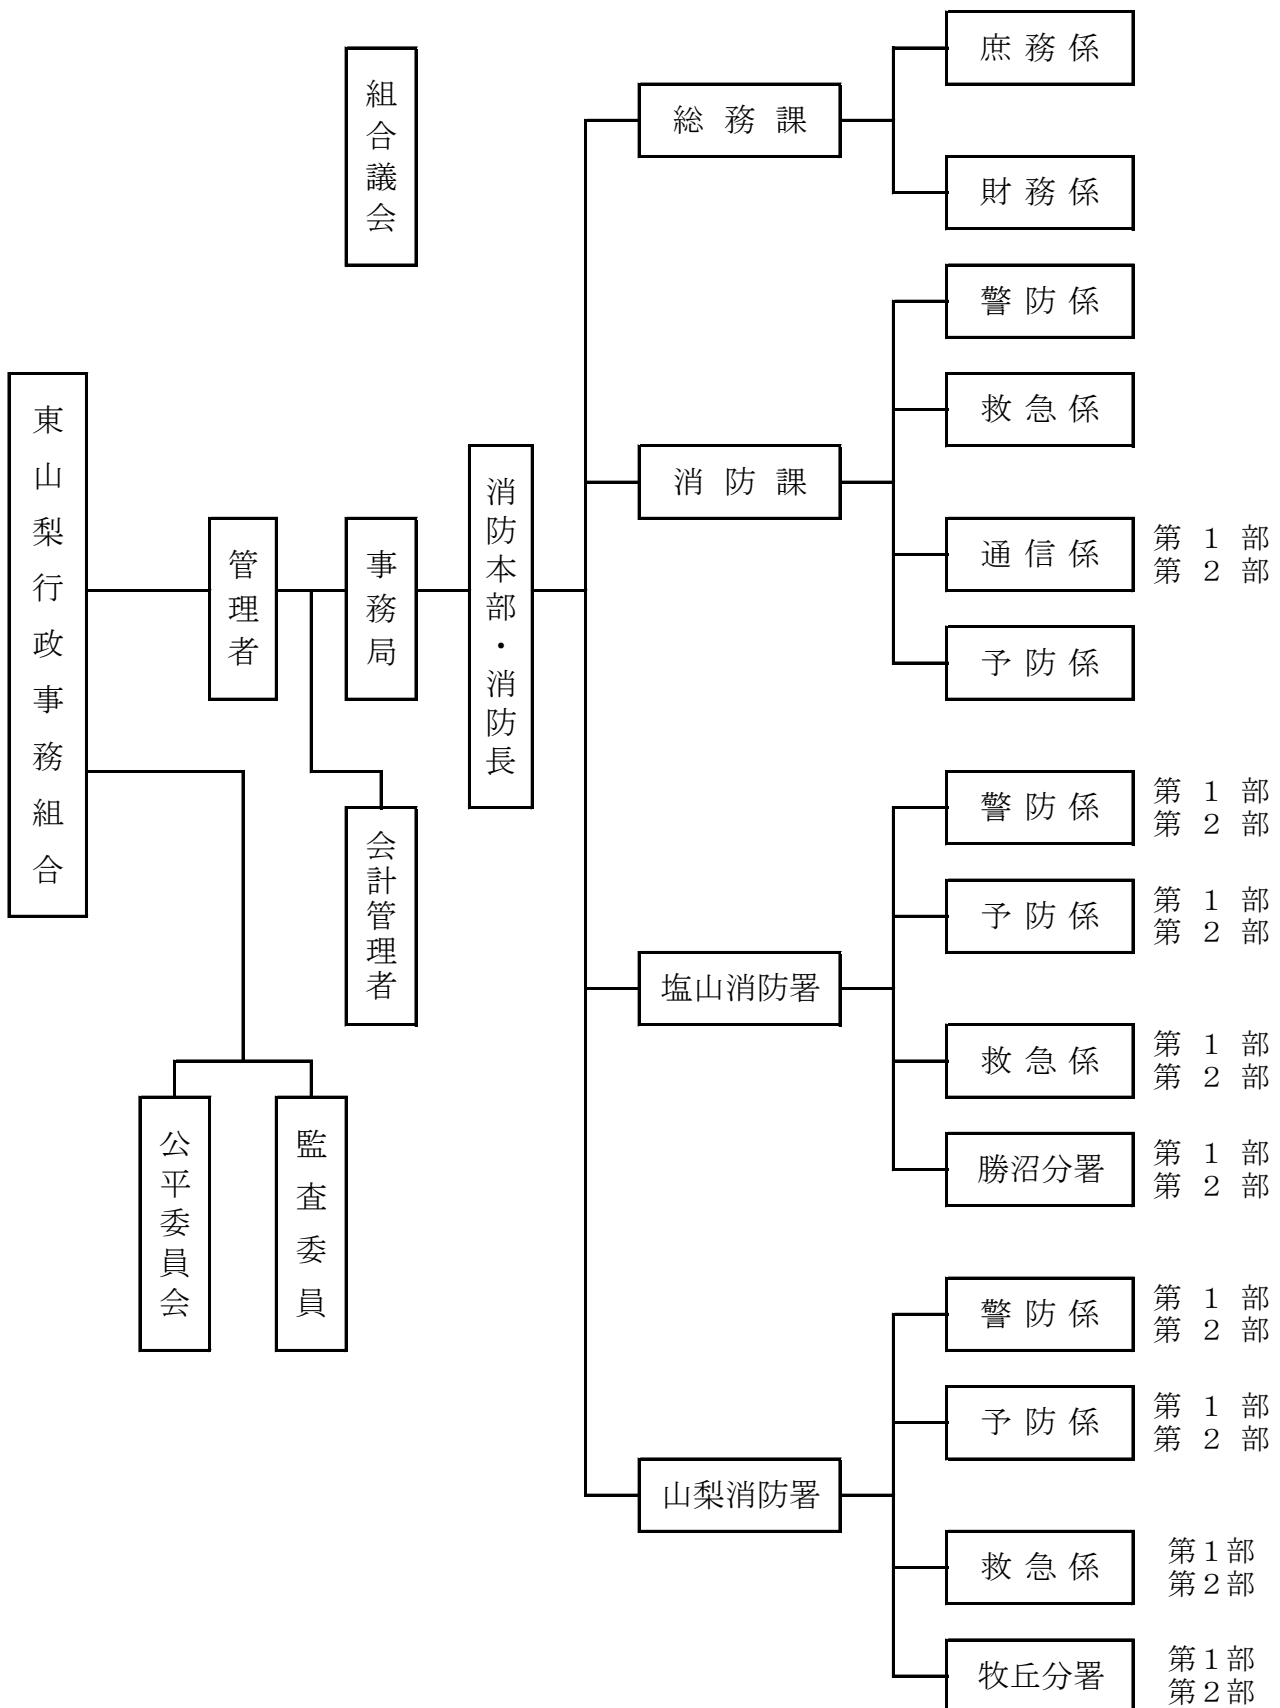 東山梨行政事務組合
組合議会
管理者
事務局
会計管理者
公平委員会
監査委員
消防本部・消防長
総務課
庶務係
財務係
消防課
警防係
救急係
通信係
第１部
第２部
予防係
塩山消防署
警防係
第１部
第２部
予防係
第１部
第２部
救急係
第１部
第２部
勝沼分署
第１部
第２部
山梨消防署
警防係
第１部
第２部
予防係
第１部
第２部
救急係
第１部
第２部
牧丘分署
第１部
第２部